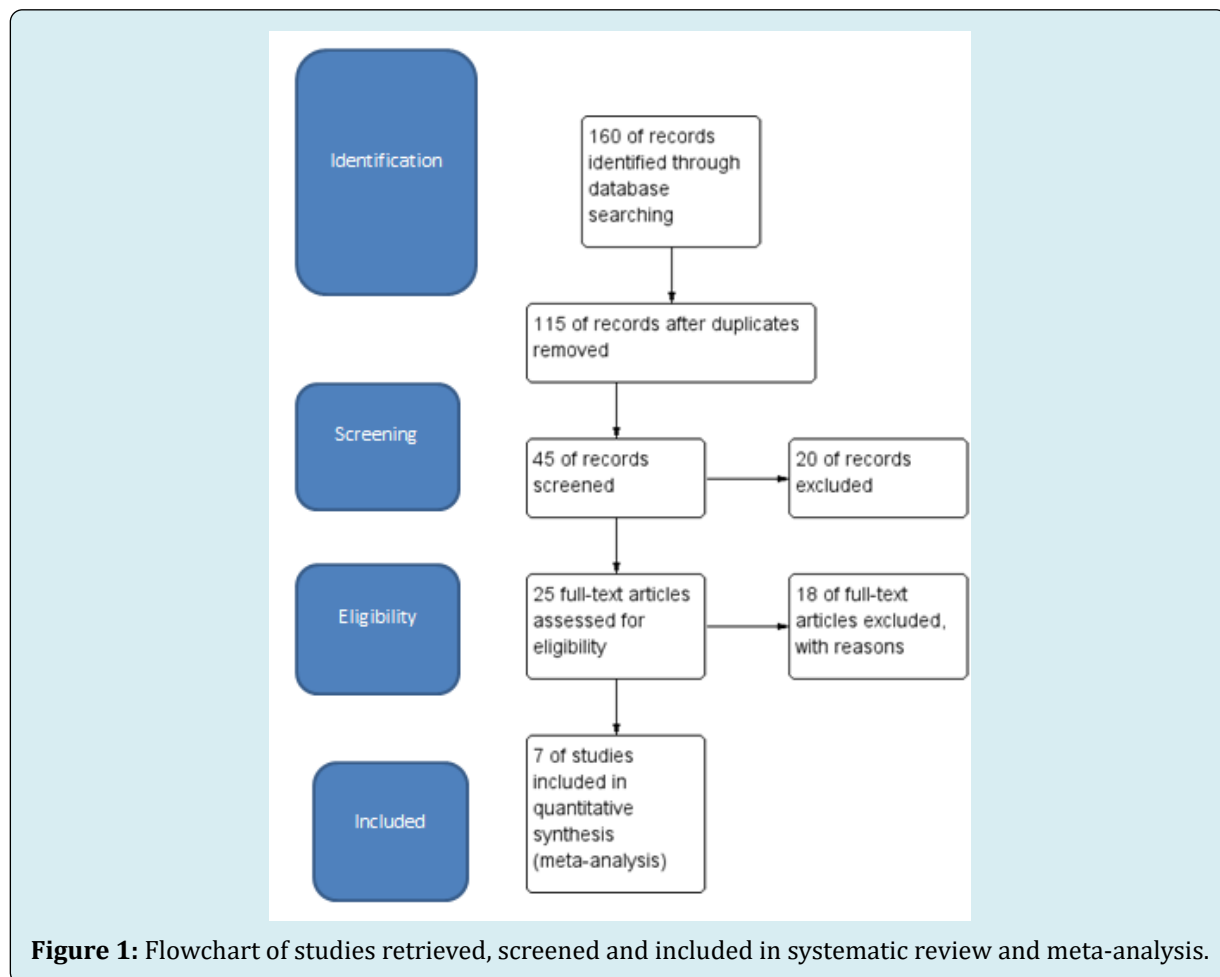 Identification
160 of records
identified through
database
searching
115 of records after duplicates
removed
Screening
45 of records
screened
20 of records
excluded
Eligibility
25 full-text articles
assessed for
eligibility
18 of full-text
articles excluded,
with reasons
Included
7 of studies
included in
quantitative
synthesis
(meta-analysis)
Figure 1: Flowchart of studies retrieved, screened and included in systematic review and meta-analysis.